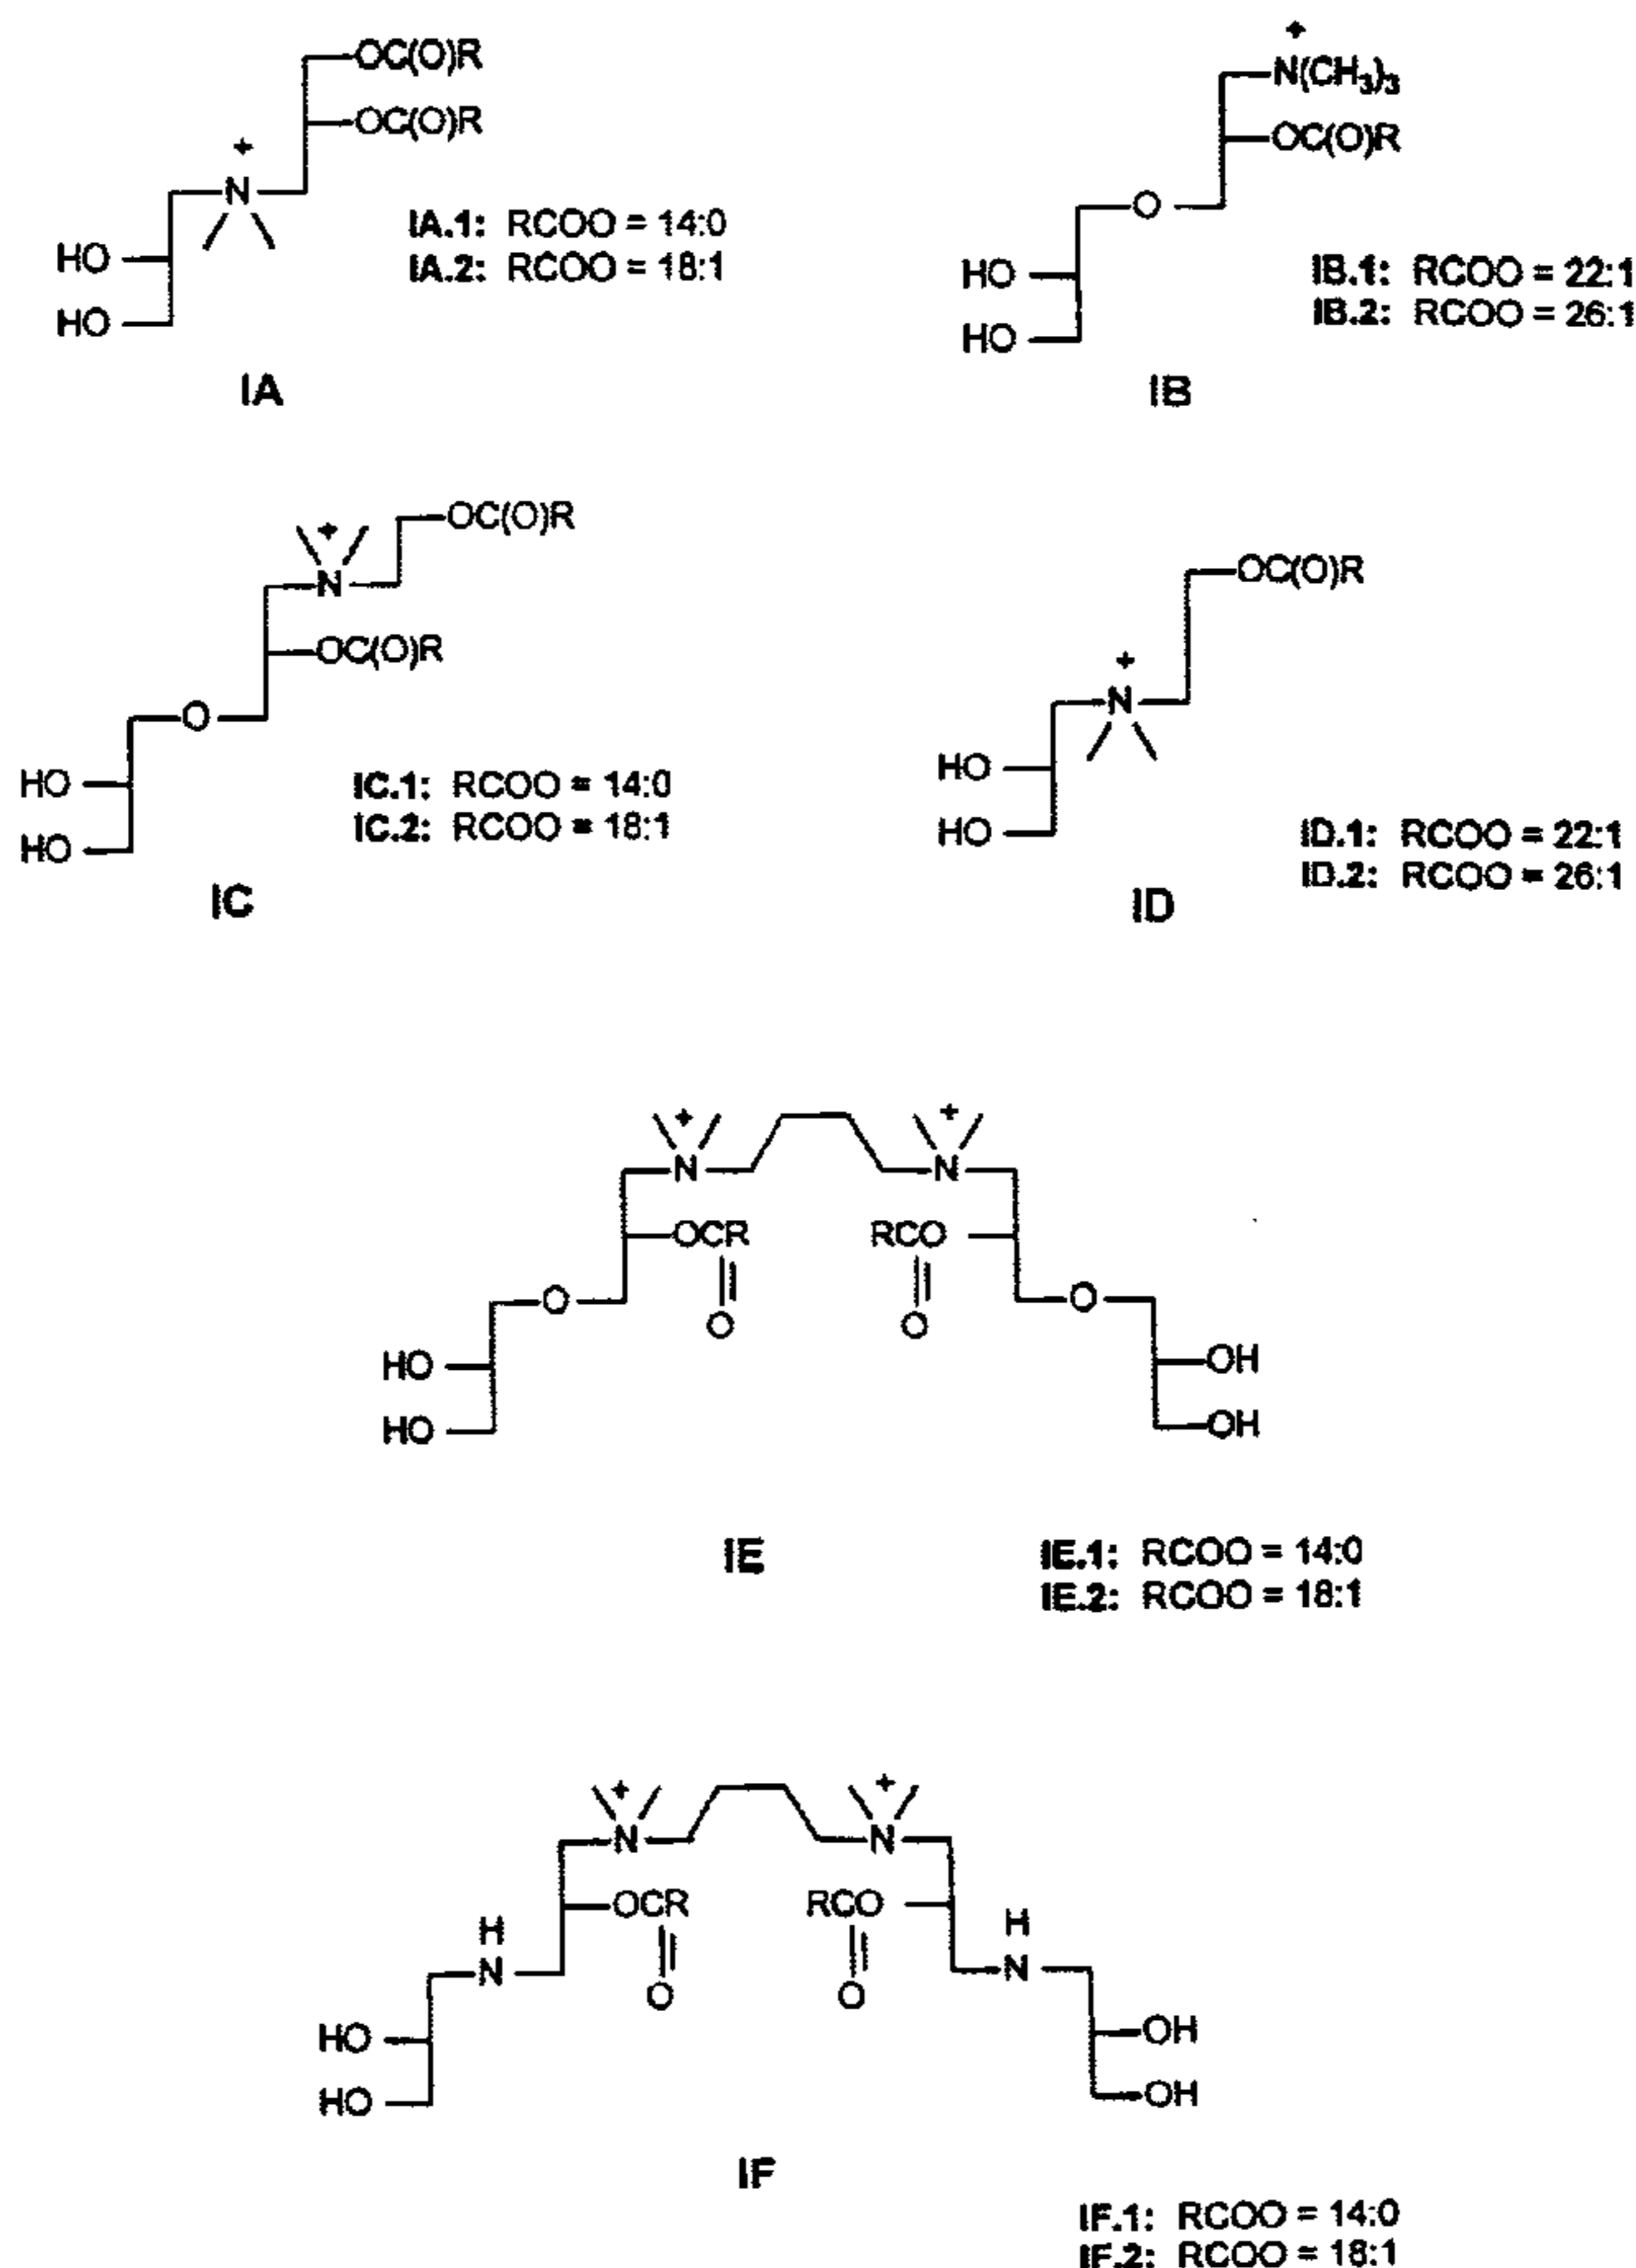 OC(O)R
OC(O)R
+
N
HO
HO
IA.1: RCOO = 14:0
IA.2: RCOO = 18:1
IA
+
N(CH₃)₃
OC(O)R
O
HO
HO
IB.1: RCOO = 22:1
IB.2: RCOO = 26:1
IB
OC(O)R
+
N
OC(O)R
O
HO
HO
IC.1: RCOO = 14:0
IC.2: RCOO = 18:1
IC
OC(O)R
+
N
HO
HO
ID.1: RCOO = 22:1
ID.2: RCOO = 26:1
ID
+ +
N N
OCR RCO
O O
O O
HO OH
HO OH
IE
IE.1: RCOO = 14:0
IE.2: RCOO = 18:1
+ +
N N
OCR RCO
H H
N N
O O
HO OH
HO OH
IF
IF.1: RCOO = 14:0
IF.2: RCOO = 18:1